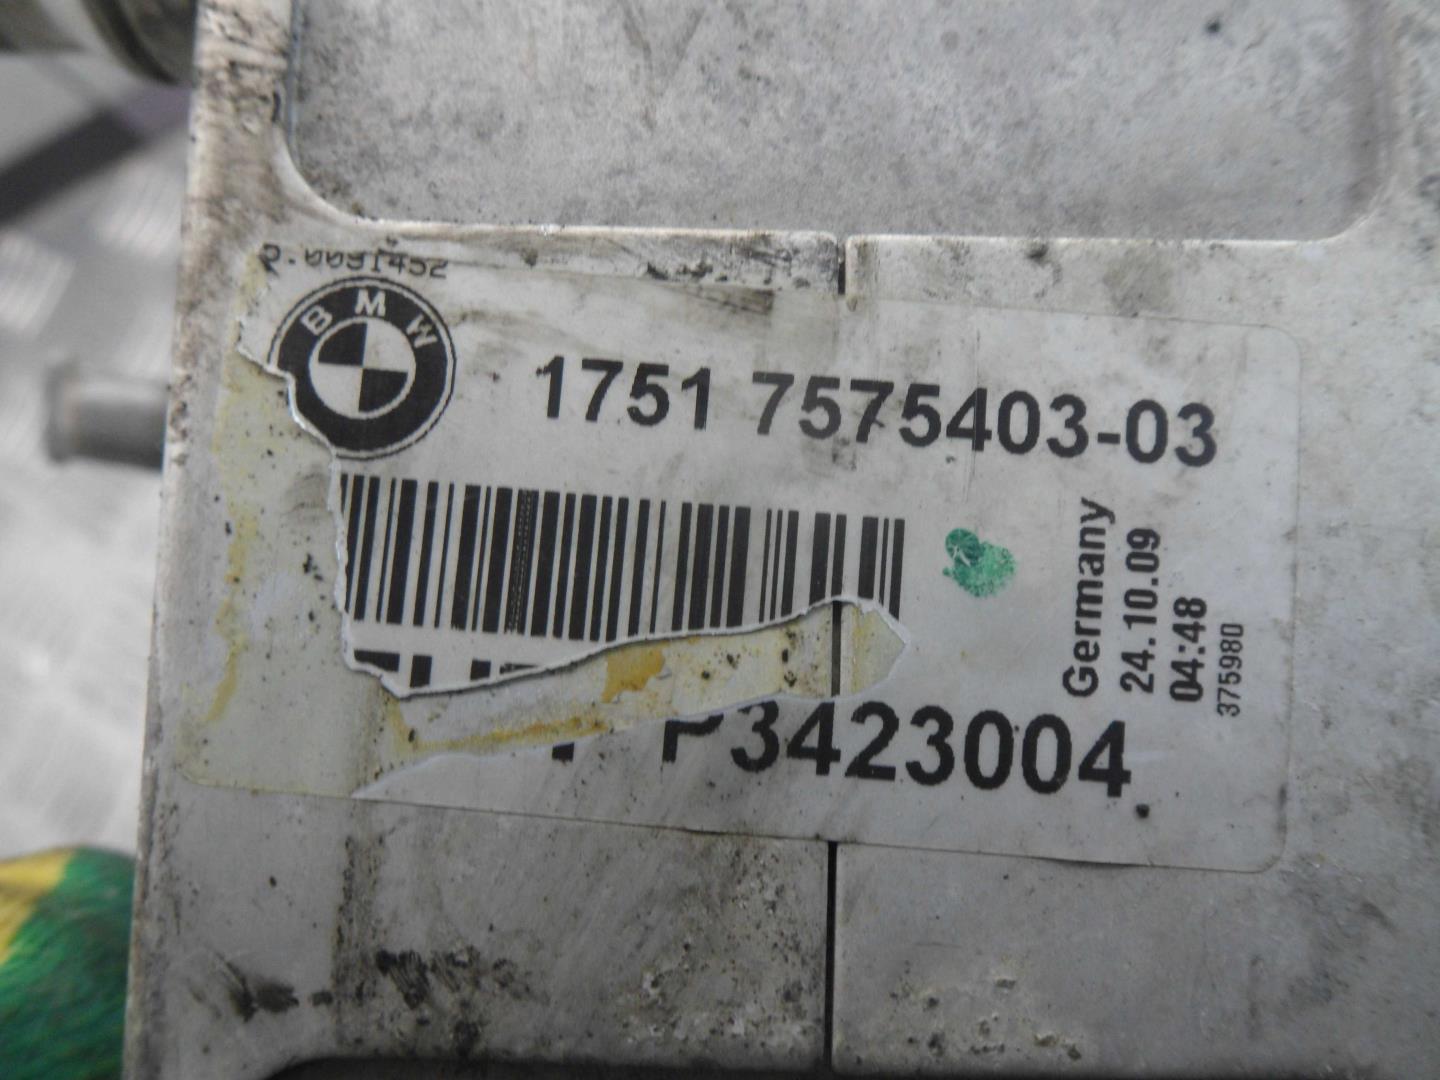 BMW
1751 7575403-03
Germany
24.10.09
04:48
375980
P3423004